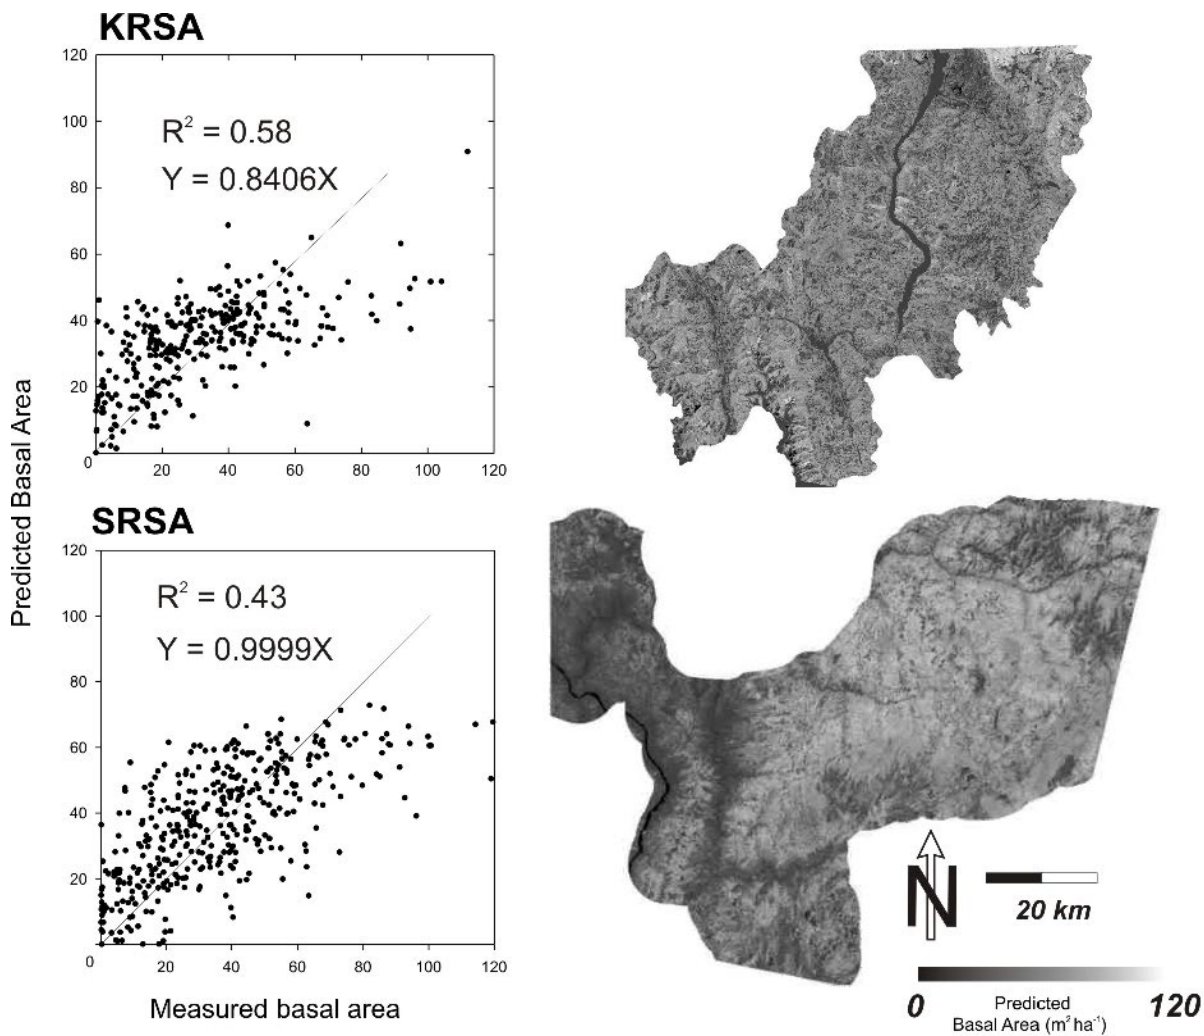 KRSA
120
100
80
60
40
20
0
20 40 60 80 100 120
R² = 0.58
Y = 0.8406X
Predicted Basal Area
SRSA
120
100
80
60
40
20
0
20 40 60 80 100 120
R² = 0.43
Y = 0.9999X
Measured basal area
N
20 km
0 Predicted 120
Basal Area (m² ha⁻¹)